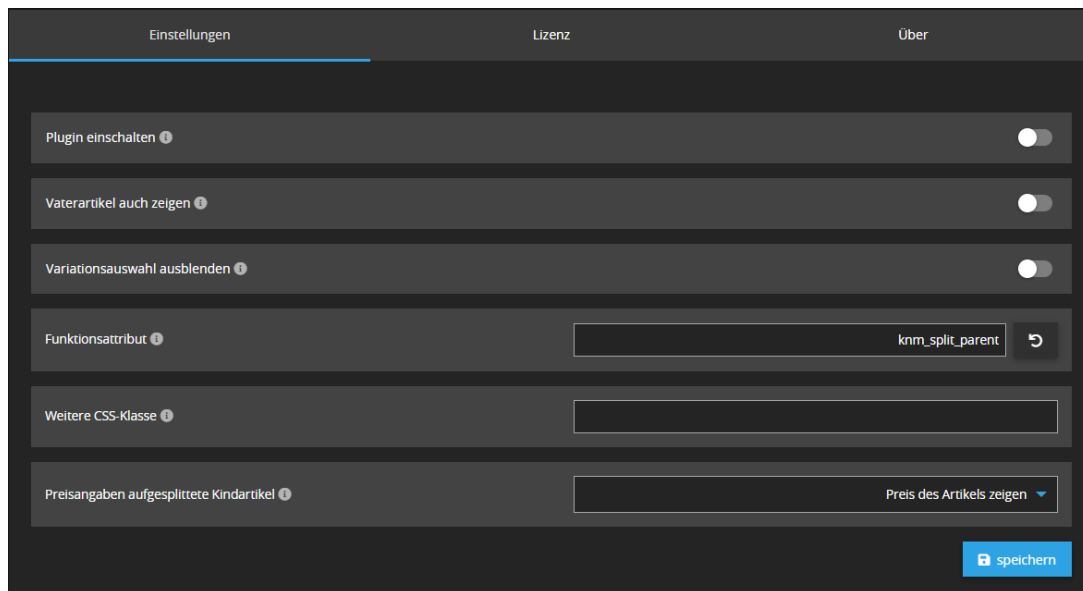 Einstellungen
Lizenz
Über
Plugin einschalten
Vaterartikel auch zeigen
Variationsauswahl ausblenden
Funktionsattribut
knm_split_parent
Weitere CSS-Klasse
Preisangaben aufgesplittete Kindartikel
Preis des Artikels zeigen
speichern